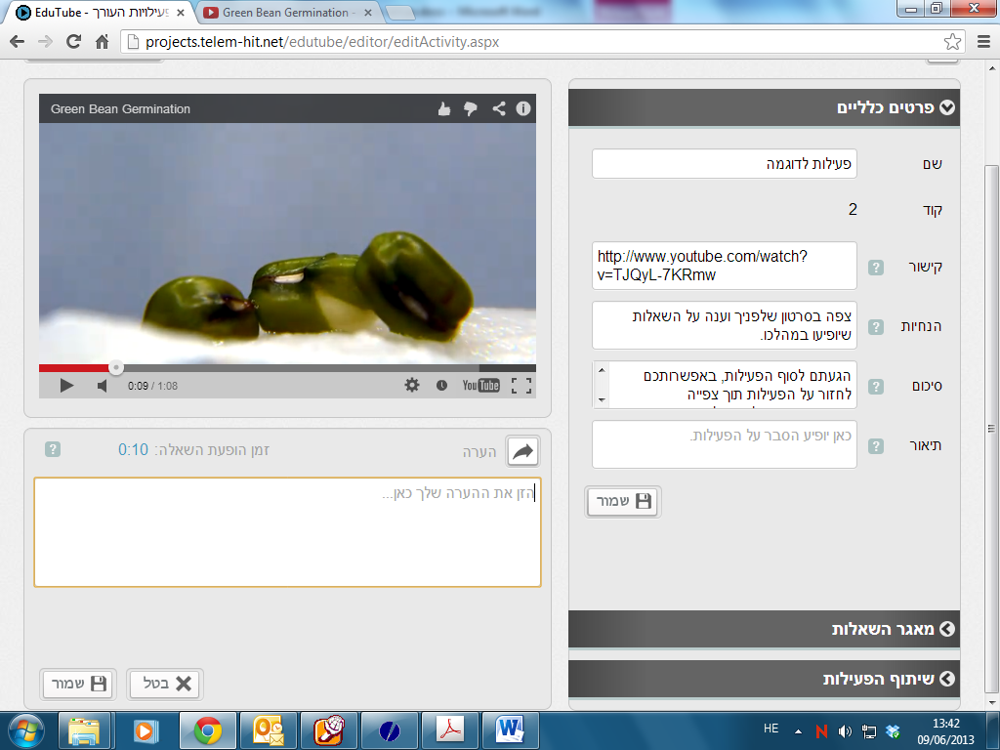 EduTube - פעילויות העורך
Green Bean Germination -
Microsoft Word
projects.telem-hit.net/edutube/editor/editActivity.aspx
Green Bean Germination
0:09 / 1:08
YouTube
זמן הופעת השאלה: 0:10
הערה
הזן את ההערה שלך כאן...
שמור
בטל
פרטים כלליים
שם
פעילות לדוגמה
קוד
2
קישור
http://www.youtube.com/watch?
v=TJQyL-7KRmw
הנחיות
צפה בסרטון שלפניך וענה על השאלות
שיופיעו במהלכו.
סיכום
הגעתם לסוף הפעילות, באפשרותכם
לחזור על הפעילות תוך צפייה
תיאור
כאן יופיע הסבר על הפעילות.
שמור
מאגר השאלות
שיתוף הפעילות
HE
13:42
09/06/2013